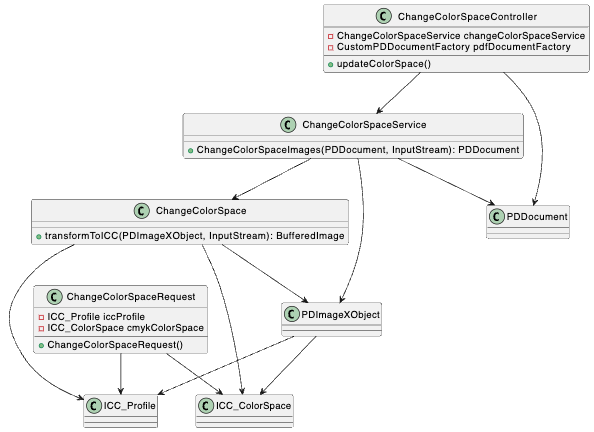 C ChangeColorSpaceController
ChangeColorSpaceService changeColorSpaceService
CustomPDDocumentFactory pdfDocumentFactory
updateColorSpace()
C ChangeColorSpaceService
ChangeColorSpaceImages(PDDocument, InputStream): PDDocument
C ChangeColorSpace
transformToICC(PDImageXObject, InputStream): BufferedImage
C PDDocument
C ChangeColorSpaceRequest
ICC_Profile iccProfile
ICC_ColorSpace cmykColorSpace
ChangeColorSpaceRequest()
C PDImageXObject
C ICC_Profile
C ICC_ColorSpace